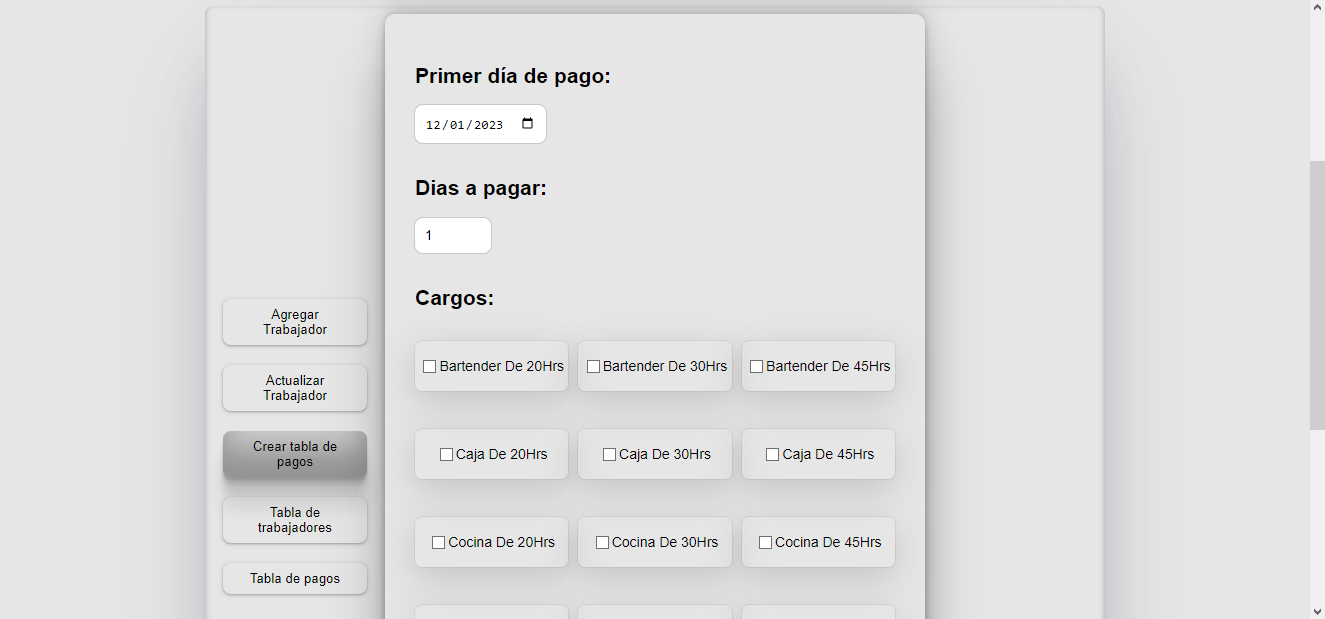 Primer día de pago:
12/01/2023
Dias a pagar:
1
Cargos:
Bartender De 20Hrs
Bartender De 30Hrs
Bartender De 45Hrs
Caja De 20Hrs
Caja De 30Hrs
Caja De 45Hrs
Cocina De 20Hrs
Cocina De 30Hrs
Cocina De 45Hrs
Agregar
Trabajador
Actualizar
Trabajador
Crear tabla de
pagos
Tabla de
trabajadores
Tabla de pagos